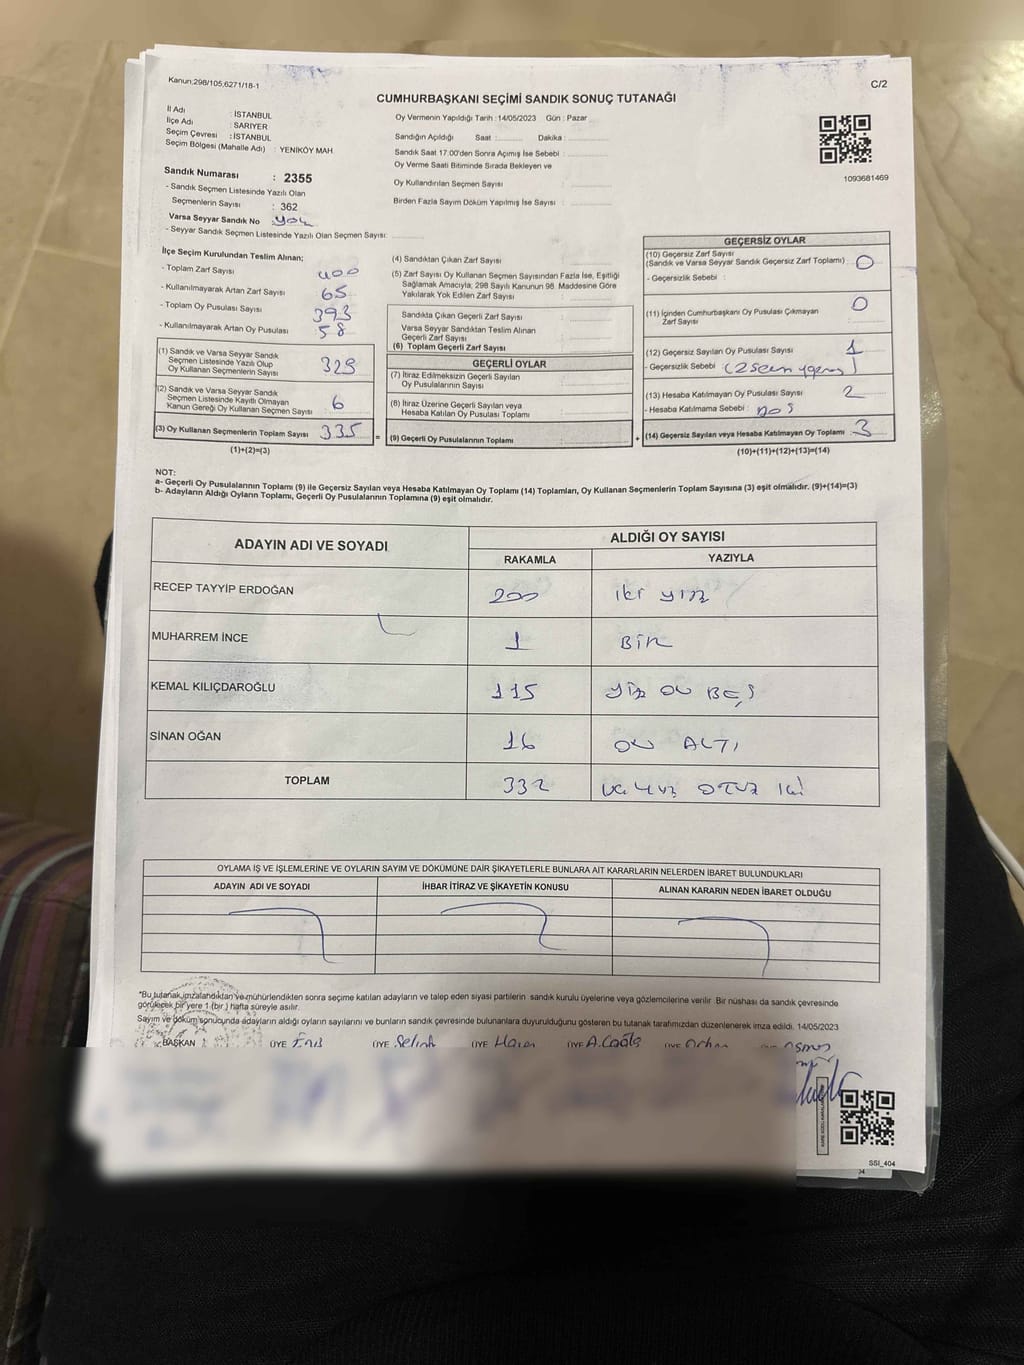 Kanun:298/105,6271/18-1
C/2
CUMHURBAŞKANI SEÇİMİ SANDIK SONUÇ TUTANAĞI
İl Adı : İSTANBUL
İlçe Adı : SARIYER
Seçim Çevresi : İSTANBUL
Seçim Bölgesi (Mahalle Adı) : YENİKÖY MAH.
Sandık Numarası : 2355
- Sandık Seçmen Listesinde Yazılı Olan
Seçmenlerin Sayısı : 362
Varsa Seyyar Sandık No : yok
- Seyyar Sandık Seçmen Listesinde Yazılı Olan Seçmen Sayısı:
Oy Vermenin Yapıldığı Tarih :14/05/2023 Gün : Pazar
Sandığın Açıldığı Saat : Dakika :
Sandık Saat 17:00'den Sonra Açımış İse Sebebi :
Oy Verme Saati Bitiminde Sırada Bekleyen ve
Oy Kullandırılan Seçmen Sayısı :
Birden Fazla Sayım Döküm Yapılmış İse Sayısı :
1093681469
İlçe Seçim Kurulundan Teslim Alınan;
- Toplam Zarf Sayısı 400
- Kullanılmayarak Artan Zarf Sayısı 65
- Toplam Oy Pusulası Sayısı 393
- Kullanılmayarak Artan Oy Pusulası 58
(1) Sandık ve Varsa Seyyar Sandık
Seçmen Listesinde Yazılı Olup
Oy Kullanan Seçmenlerin Sayısı 329
(2) Sandık ve Varsa Seyyar Sandık
Seçmen Listesinde Kayıtlı Olmayan
Kanun Gereği Oy Kullanan Seçmen Sayısı 6
(3) Oy Kullanan Seçmenlerin Toplam Sayısı 335
(1)+(2)=(3)
(4) Sandıktan Çıkan Zarf Sayısı
(5) Zarf Sayısı Oy Kullanan Seçmen Sayısından Fazla İse, Eşitliği
Sağlamak Amacıyla, 298 Sayılı Kanunun 98. Maddesine Göre
Yakılarak Yok Edilen Zarf Sayısı :
Sandıkta Çıkan Geçerli Zarf Sayısı
Varsa Seyyar Sandıktan Teslim Alınan
Geçerli Zarf Sayısı
(6) Toplam Geçerli Zarf Sayısı
GEÇERLİ OYLAR
(7) İtiraz Edilmeksizin Geçerli Sayılan
Oy Pusulalarının Sayısı
(8) İtiraz Üzerine Geçerli Sayılan veya
Hesaba Katılan Oy Pusulası Toplamı
=
(9) Geçerli Oy Pusulalarının Toplamı
+
GEÇERSİZ OYLAR
(10) Geçersiz Zarf Sayısı
(Sandık ve Varsa Seyyar Sandık Geçersiz Zarf Toplamı) 0
- Geçersizlik Sebebi :
(11) İçinden Cumhurbaşkanı Oy Pusulası Çıkmayan
Zarf Sayısı : 0
(12) Geçersiz Sayılan Oy Pusulası Sayısı : 1
- Geçersizlik Sebebi
(13) Hesaba Katılmayan Oy Pusulası Sayısı 2
- Hesaba Katılmama Sebebi : Boş
(14) Geçersiz Sayılan veya Hesaba Katılmayan Oy Toplamı 3
(10)+(11)+(12)+(13)=(14)
NOT:
a- Geçerli Oy Pusulalarının Toplamı (9) ile Geçersiz Sayılan veya Hesaba Katılmayan Oy Toplamı (14) Toplamları, Oy Kullanan Seçmenlerin Toplam Sayısına (3) eşit olmalıdır. (9)+(14)=(3)
b- Adayların Aldığı Oyların Toplamı, Geçerli Oy Pusulalarının Toplamına (9) eşit olmalıdır.
ADAYIN ADI VE SOYADI
ALDIĞI OY SAYISI
RAKAMLA YAZIYLA
RECEP TAYYİP ERDOĞAN 200 iki yüz
MUHARREM İNCE 1 BİR
KEMAL KILIÇDAROĞLU 115 yüz on BEŞ
SİNAN OĞAN 16 ON ALTI
TOPLAM 332 üç yüz OTUZ iki
OYLAMA İŞ VE İŞLEMLERİNE VE OYLARIN SAYIM VE DÖKÜMÜNE DAİR ŞİKAYETLERLE BUNLARA AİT KARARLARIN NELERDEN İBARET BULUNDUKLARI
ADAYIN ADI VE SOYADI İHBAR İTİRAZ VE ŞİKAYETİN KONUSU ALINAN KARARIN NEDEN İBARET OLDUĞU
*Bu tutanak imzalandıktan ve mühürlendikten sonra seçime katılan adayların ve talep eden siyasi partilerin sandık kurulu üyelerine veya gözlemcilerine verilir. Bir nüshası da sandık çevresinde
görülecek bir yere 1 (bir ) hafta süreyle asılır.
Sayım ve döküm sonucunda adayların aldığı oyların sayılarını ve bunların sandık çevresinde bulunanlara duyurulduğunu gösteren bu tutanak tarafımızdan düzenlenerek imza edildi. 14/05/2023
BAŞKAN ÜYE ÜYE Selin ÜYE Harun ÜYE A. ÜYE Orhan
SSI_404